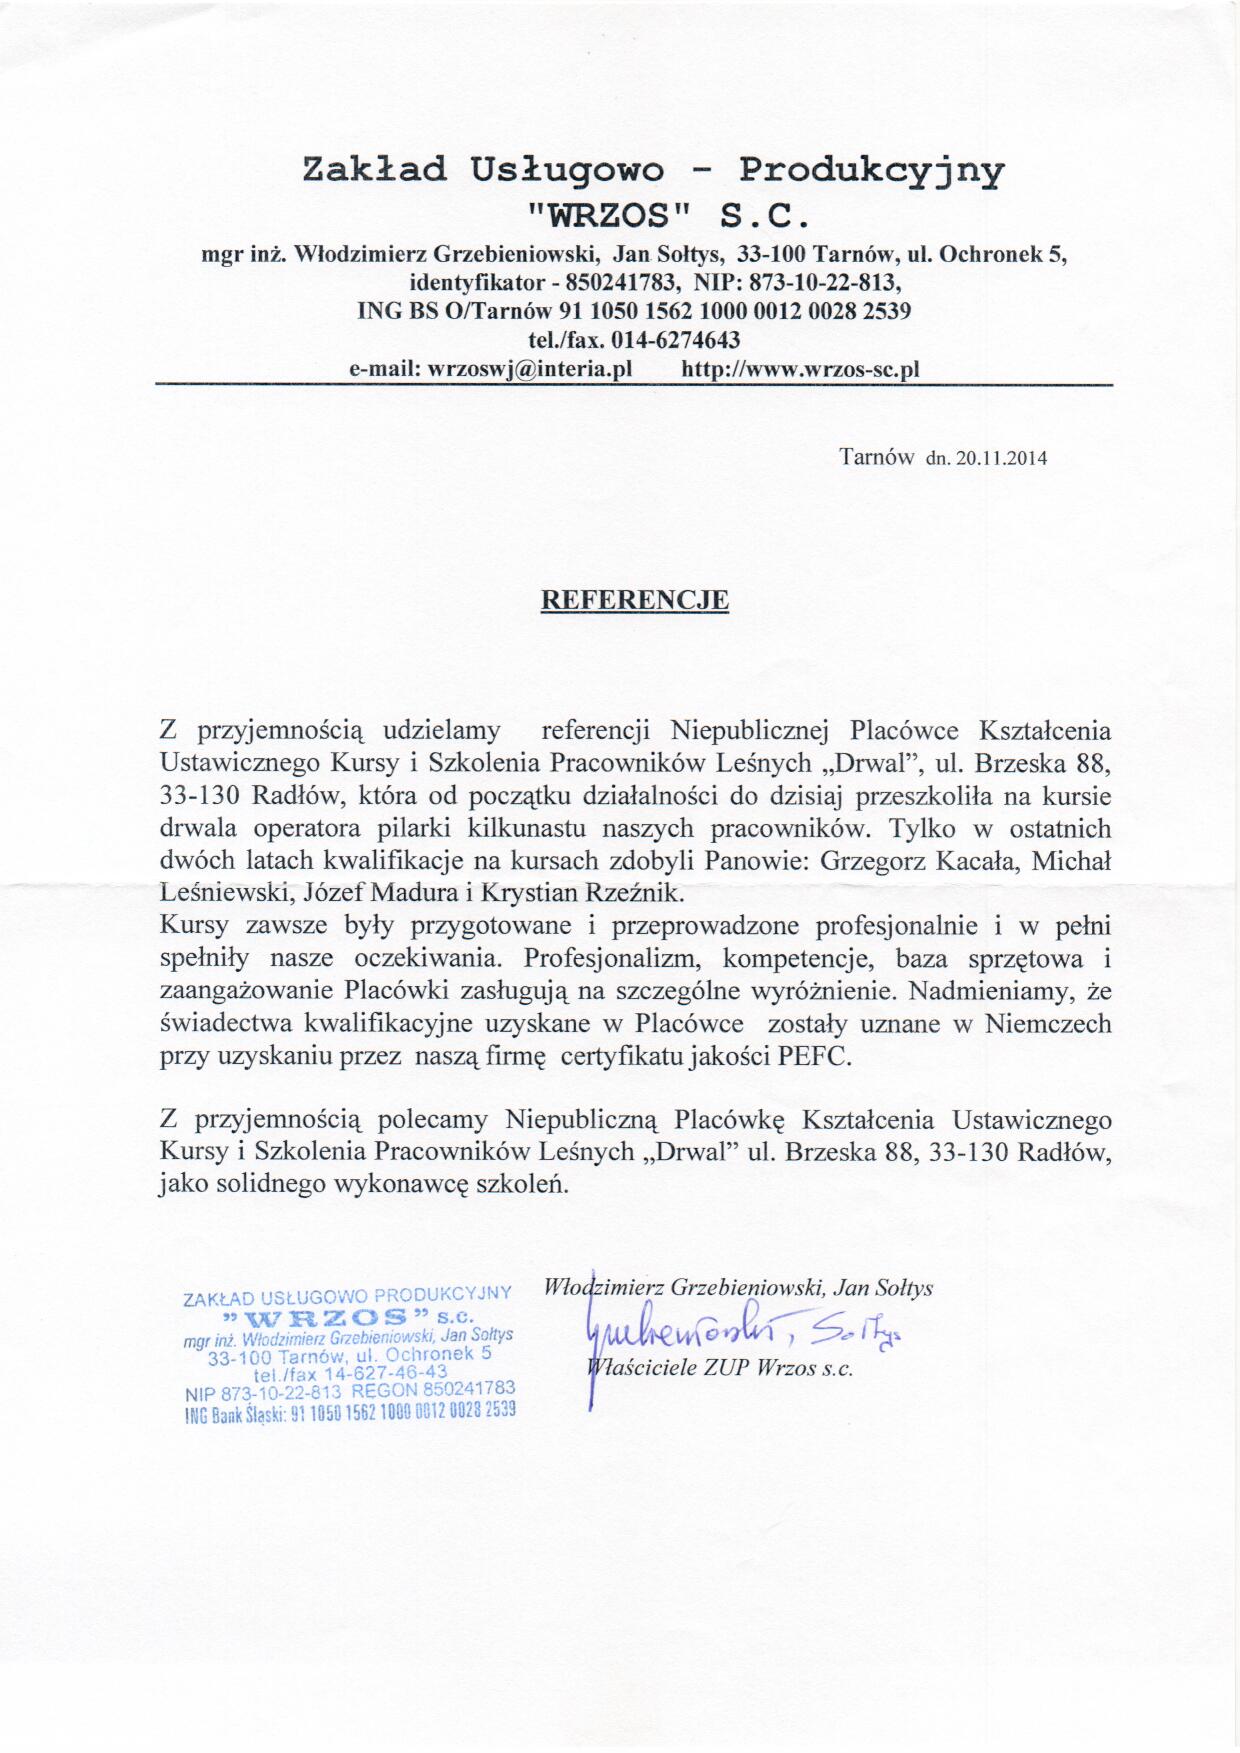 Zakład Usługowo - Produkcyjny
"WRZOS" S.C.
mgr inż. Włodzimierz Grzebieniowski, Jan Sołtys, 33-100 Tarnów, ul. Ochronek 5,
identyfikator - 850241783, NIP: 873-10-22-813,
ING BS O/Tarnów 91 1050 1562 1000 0012 0028 2539
tel./fax. 014-6274643
e-mail: wrzoswj@interia.pl http://www.wrzos-sc.pl
Tarnów dn. 20.11.2014
REFERENCJE
Z przyjemnością udzielamy referencji Niepublicznej Placówce Kształcenia
Ustawicznego Kursy i Szkolenia Pracowników Leśnych „Drwal”, ul. Brzeska 88,
33-130 Radłów, która od początku działalności do dzisiaj przeszkoliła na kursie
drwala operatora pilarki kilkunastu naszych pracowników. Tylko w ostatnich
dwóch latach kwalifikacje na kursach zdobyli Panowie: Grzegorz Kacała, Michał
Leśniewski, Józef Madura i Krystian Rzeźnik.
Kursy zawsze były przygotowane i przeprowadzone profesjonalnie i w pełni
spełniły nasze oczekiwania. Profesjonalizm, kompetencje, baza sprzętowa i
zaangażowanie Placówki zasługują na szczególne wyróżnienie. Nadmieniamy, że
świadectwa kwalifikacyjne uzyskane w Placówce zostały uznane w Niemczech
przy uzyskaniu przez naszą firmę certyfikatu jakości PEFC.
Z przyjemnością polecamy Niepubliczną Placówkę Kształcenia Ustawicznego
Kursy i Szkolenia Pracowników Leśnych „Drwal” ul. Brzeska 88, 33-130 Radłów,
jako solidnego wykonawcę szkoleń.
ZAKŁAD USŁUGOWO PRODUKCYJNY
”WRZOS” s.c.
mgr inż. Włodzimierz Grzebieniowski, Jan Sołtys
33-100 Tarnów, ul. Ochronek 5
tel./fax 14-627-46-43
NIP 873-10-22-813 REGON 850241783
ING Bank Śląski: 91 1050 1562 1000 0012 0028 2539
Włodzimierz Grzebieniowski, Jan Sołtys
Sołtys
Właściciele ZUP Wrzos s.c.